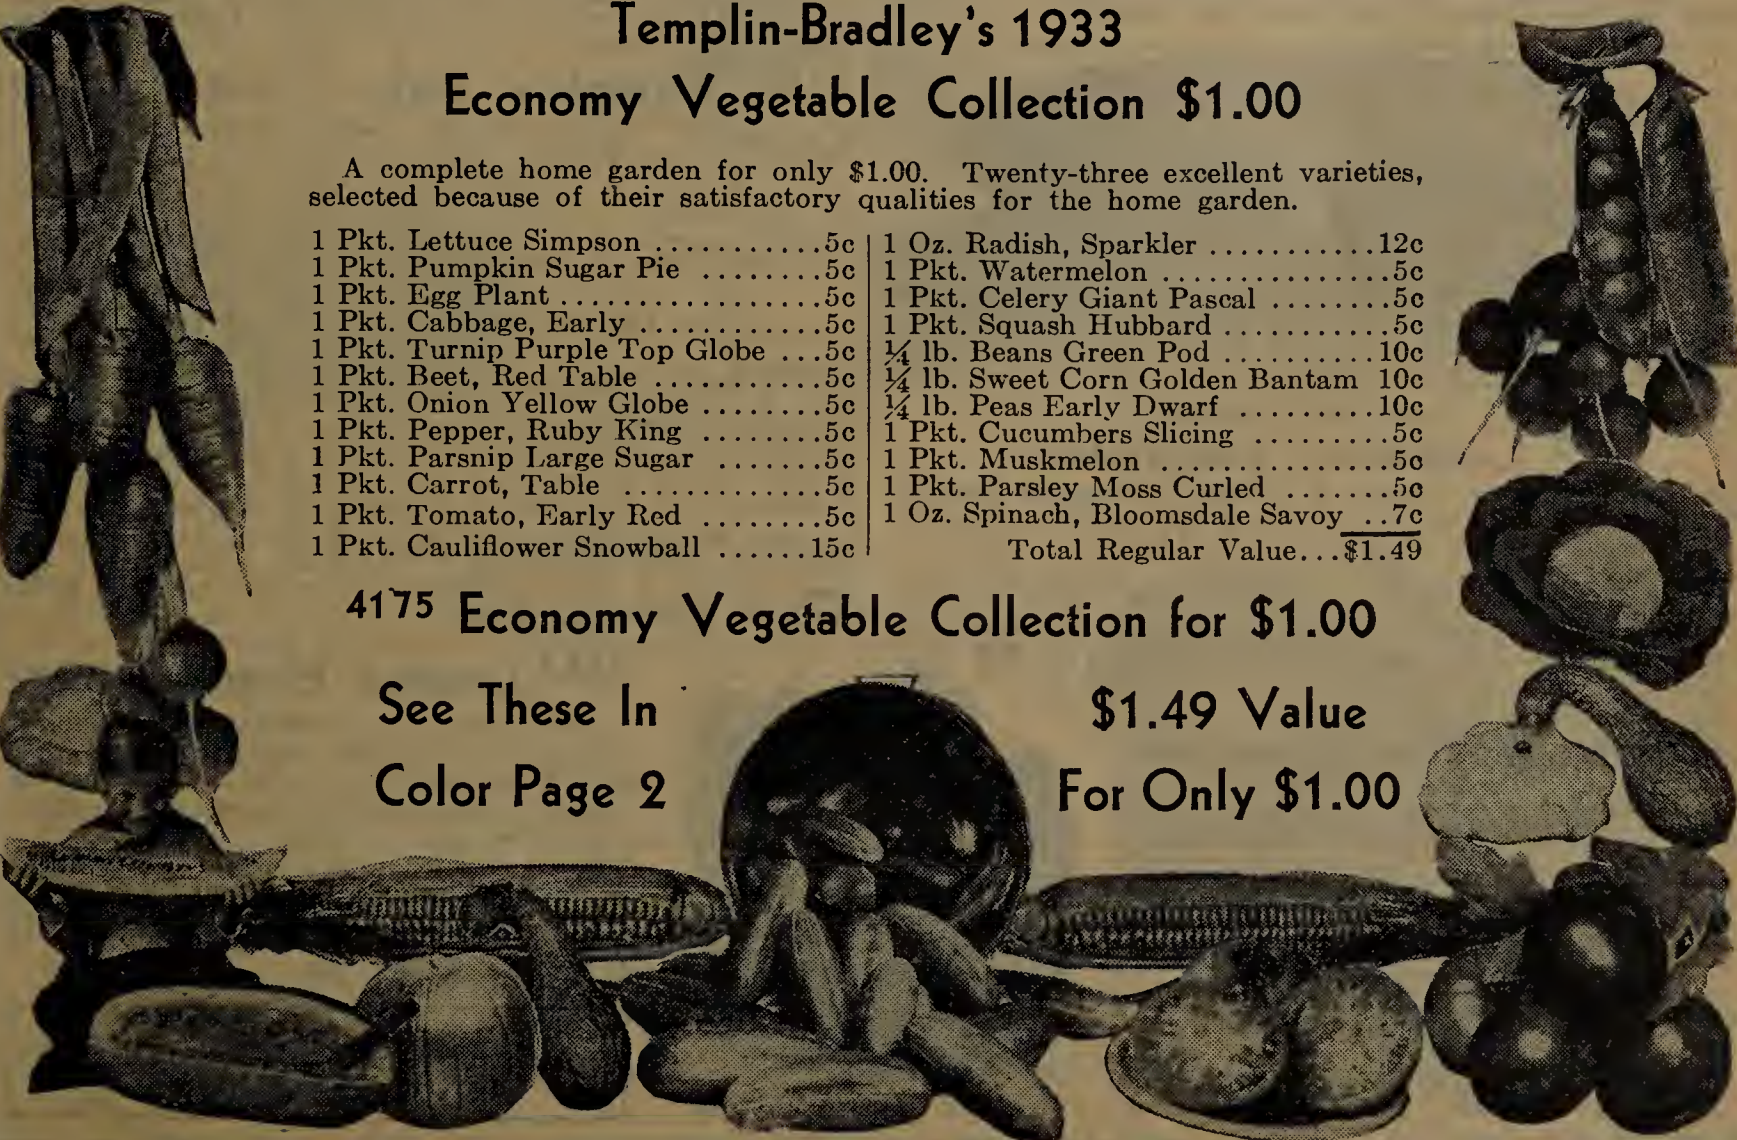 Templin-Bradley's 1933
Economy Vegetable Collection $1.00
A complete home garden for only $1.00. Twenty-three excellent varieties,
selected because of their satisfactory qualities for the home garden.
1 Pkt. Lettuce Simpson ...........5c
1 Pkt. Pumpkin Sugar Pie ........5c
1 Pkt. Egg Plant.................5c
1 Pkt. Cabbage, Early ............5c
1 Pkt. Turnip Purple Top Globe ...5c
1 Pkt. Beet, Red Table ...........5c
1 Pkt. Onion Yellow Globe ........5c
1 Pkt. Pepper, Ruby King ........5c
1 Pkt. Parsnip Large Sugar .......5c
1 Pkt. Carrot, Table .............5c
1 Pkt. Tomato, Early Red ........5c
1 Pkt. Cauliflower Snowball ......15c
1 Oz. Radish, Sparkler ...........12c
1 Pkt. Watermelon ...............5c
1 Pkt. Celery Giant Pascal ........5c
1 Pkt. Squash Hubbard ...........5c
¼ lb. Beans Green Pod ..........10c
¼ lb. Sweet Corn Golden Bantam 10c
¼ lb. Peas Early Dwarf .........10c
1 Pkt. Cucumbers Slicing .........5c
1 Pkt. Muskmelon ...............5c
1 Pkt. Parsley Moss Curled .......5c
1 Oz. Spinach, Bloomsdale Savoy ..7c
Total Regular Value...$1.49
4175 Economy Vegetable Collection for $1.00
See These In
Color Page 2
$1.49 Value
For Only $1.00